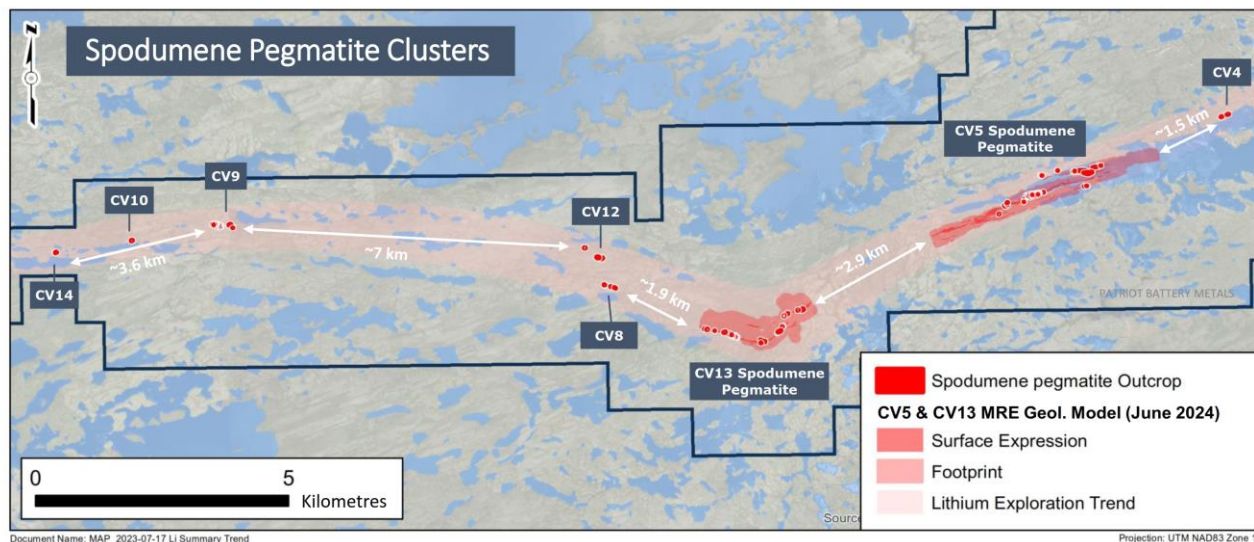 Spodumene Pegmatite Clusters
z
CV4
~1.5 km
CV5 Spodumene
Pegmatite
CV9
CV10
CV12
~7 km
~3.6 km
CV14
~2.9 km
~1.9 km
CV8
PATRIOT BATTERY METALS
CV13 Spodumene
Pegmatite
Spodumene pegmatite Outcrop
CV5 & CV13 MRE Geol. Model (June 2024)
Surface Expression
Footprint
Lithium Exploration Trend
0 5
Kilometres
Document Name: MAP_2023-07-17 Li Summary Trend
Projection: UTM NAD83 Zone